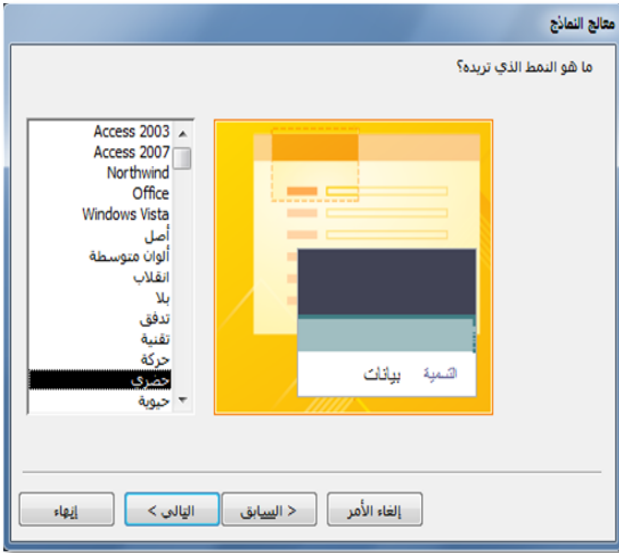 معالج النماذج
ما هو النمط الذي تريده؟
Access 2003
Access 2007
Northwind
Office
Windows Vista
أصل
ألوان متوسطة
انقلاب
بلا
تدفق
تقنية
حركة
حضري
حيوية
التسمية بيانات
إلغاء الأمر
< السابق
التالي >
إنهاء